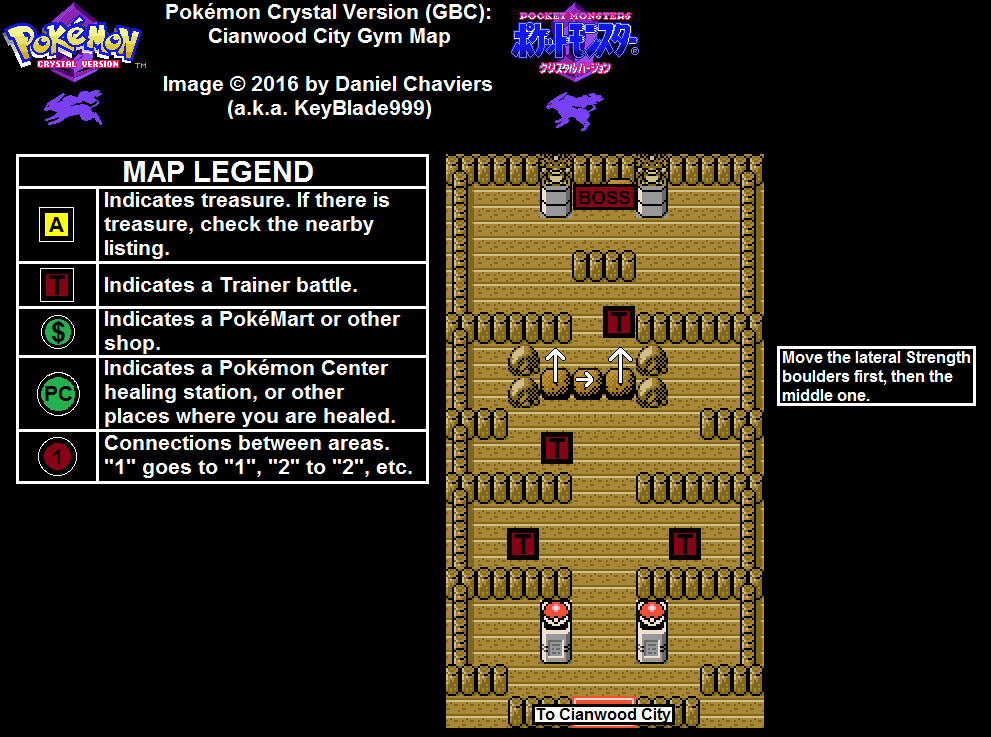 Pokémon Crystal Version (GBC):
Cianwood City Gym Map
Image © 2016 by Daniel Chaviers
(a.k.a. KeyBlade999)
POKéMON
CRYSTAL VERSION
TM
POCKET MONSTERS
ポケットモンスター
®
クリスタルバージョン
MAP LEGEND
A
Indicates treasure. If there is
treasure, check the nearby
listing.
T
Indicates a Trainer battle.
$
Indicates a PokéMart or other
shop.
PC
Indicates a Pokémon Center
healing station, or other
places where you are healed.
1
Connections between areas.
"1" goes to "1", "2" to "2", etc.
BOSS
T
T
T
T
To Cianwood City
Move the lateral Strength
boulders first, then the
middle one.